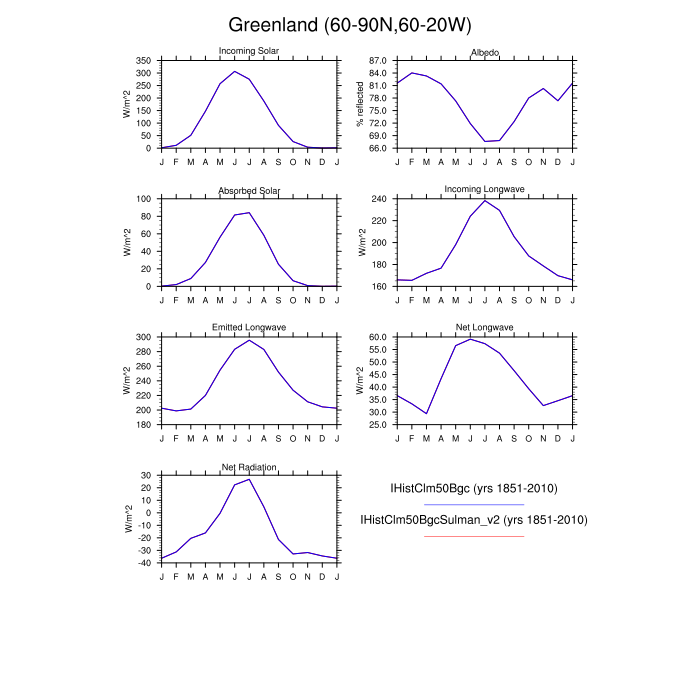 Greenland (60-90N,60-20W)
Incoming Solar
W/m^2
350
300
250
200
150
100
50
0
J F M A M J J A S O N D J
Albedo
% reflected
87.0
84.0
81.0
78.0
75.0
72.0
69.0
66.0
J F M A M J J A S O N D J
Absorbed Solar
W/m^2
100
80
60
40
20
0
J F M A M J J A S O N D J
Incoming Longwave
W/m^2
240
220
200
180
160
J F M A M J J A S O N D J
Emitted Longwave
W/m^2
300
280
260
240
220
200
180
J F M A M J J A S O N D J
Net Longwave
W/m^2
60.0
55.0
50.0
45.0
40.0
35.0
30.0
25.0
J F M A M J J A S O N D J
Net Radiation
W/m^2
30
20
10
0
-10
-20
-30
-40
J F M A M J J A S O N D J
IHistClm50Bgc (yrs 1851-2010)
IHistClm50BgcSulman_v2 (yrs 1851-2010)